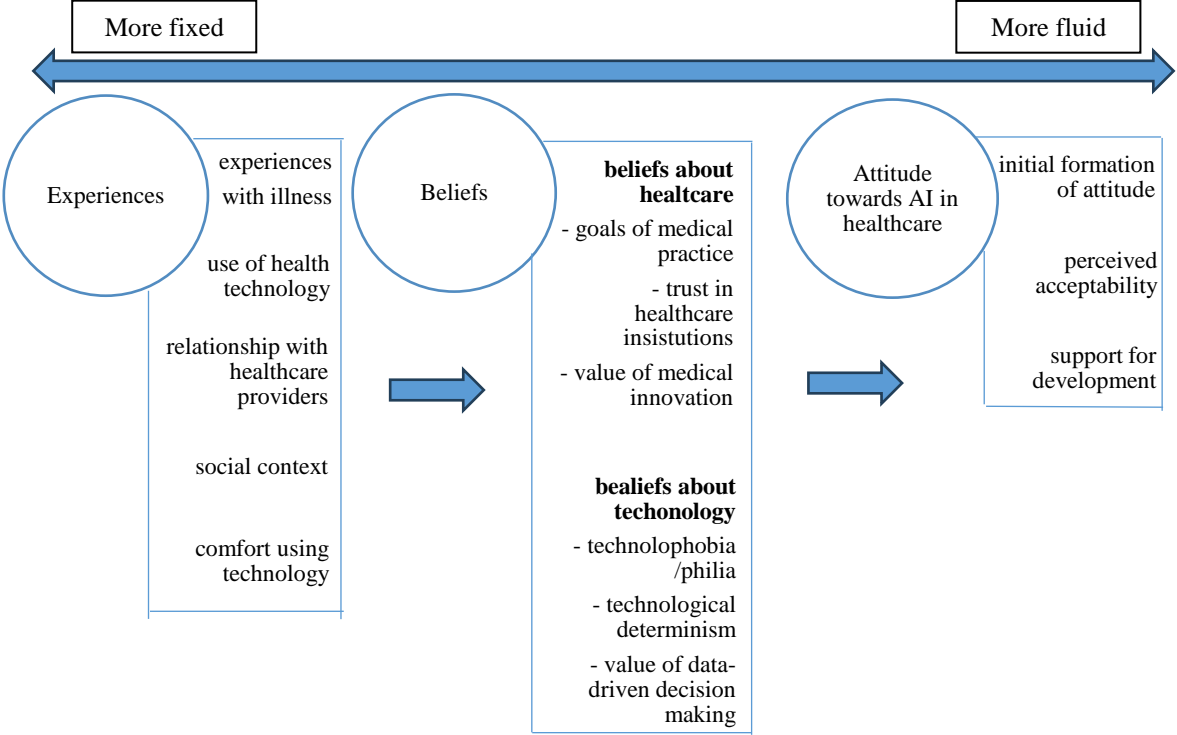 More fixed
More fluid
Experiences
experiences
with illness
use of health
technology
relationship with
healthcare
providers
social context
comfort using
technology
Beliefs
beliefs about
healtcare
- goals of medical
practice
- trust in
healthcare
insistutions
- value of medical
innovation
bealiefs about
techonology
- technolophobia
/philia
- technological
determinism
- value of data-
driven decision
making
Attitude
towards AI in
healthcare
initial formation
of attitude
perceived
acceptability
support for
development